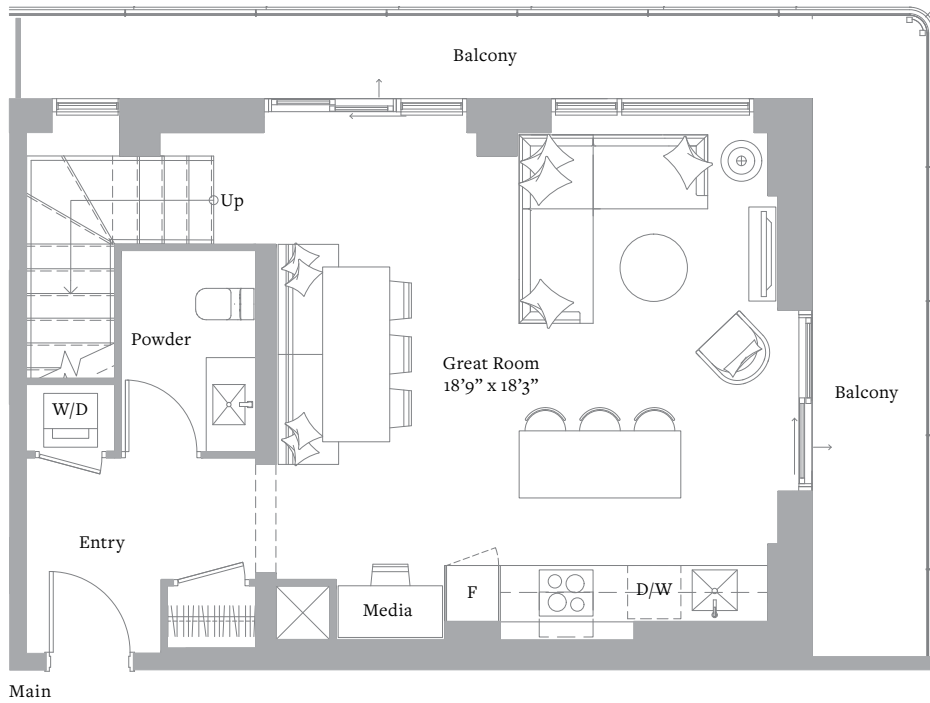 Balcony
Up
Powder
Great Room
18’9” x 18’3”
Balcony
W/D
Entry
F
D/W
Media
Main